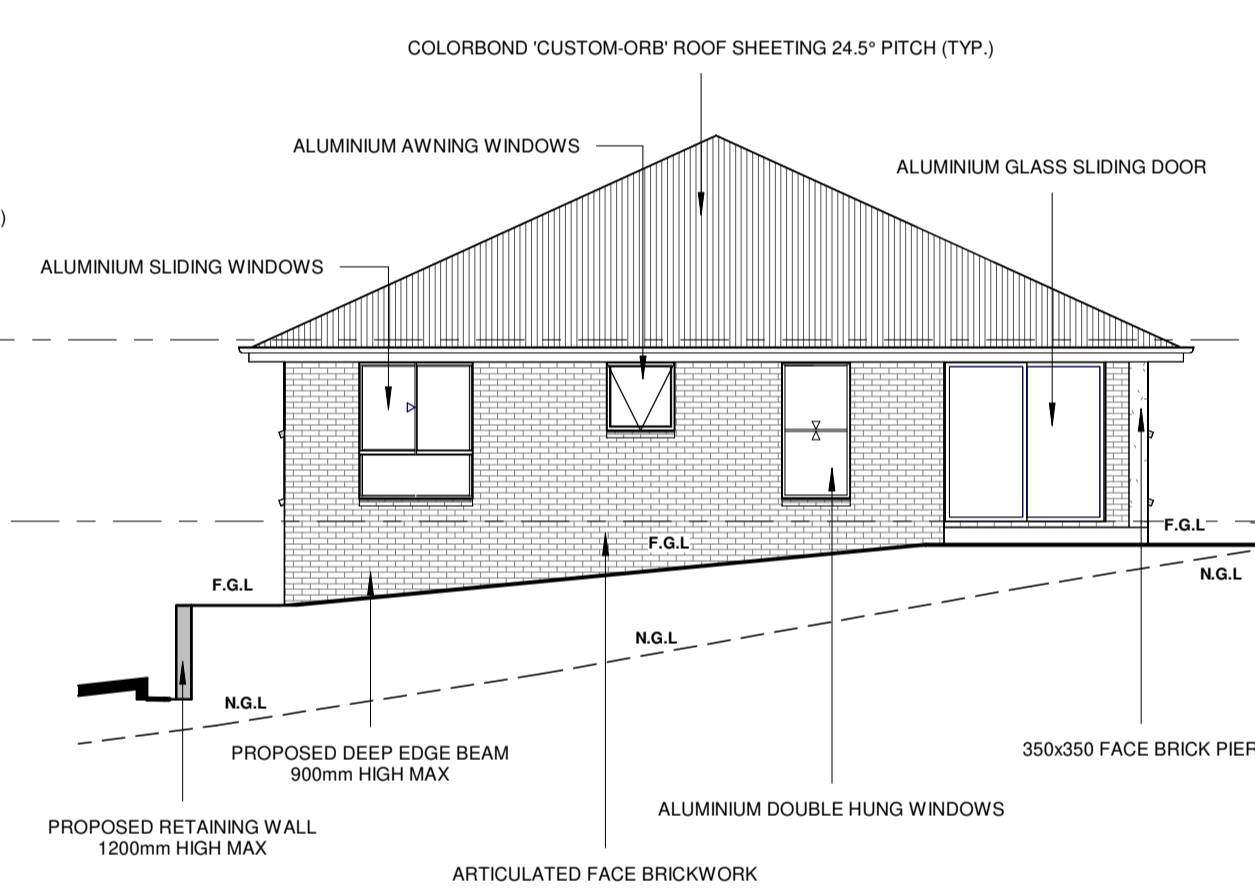 COLORBOND 'CUSTOM-ORB' ROOF SHEETING 24.5° PITCH (TYP.)
ALUMINIUM AWNING WINDOWS
ALUMINIUM GLASS SLIDING DOOR
)
ALUMINIUM SLIDING WINDOWS
F.G.L
F.G.L
F.G.L
N.G.L
N.G.L
N.G.L
PROPOSED DEEP EDGE BEAM
900mm HIGH MAX
350x350 FACE BRICK PIER
ALUMINIUM DOUBLE HUNG WINDOWS
PROPOSED RETAINING WALL
1200mm HIGH MAX
ARTICULATED FACE BRICKWORK